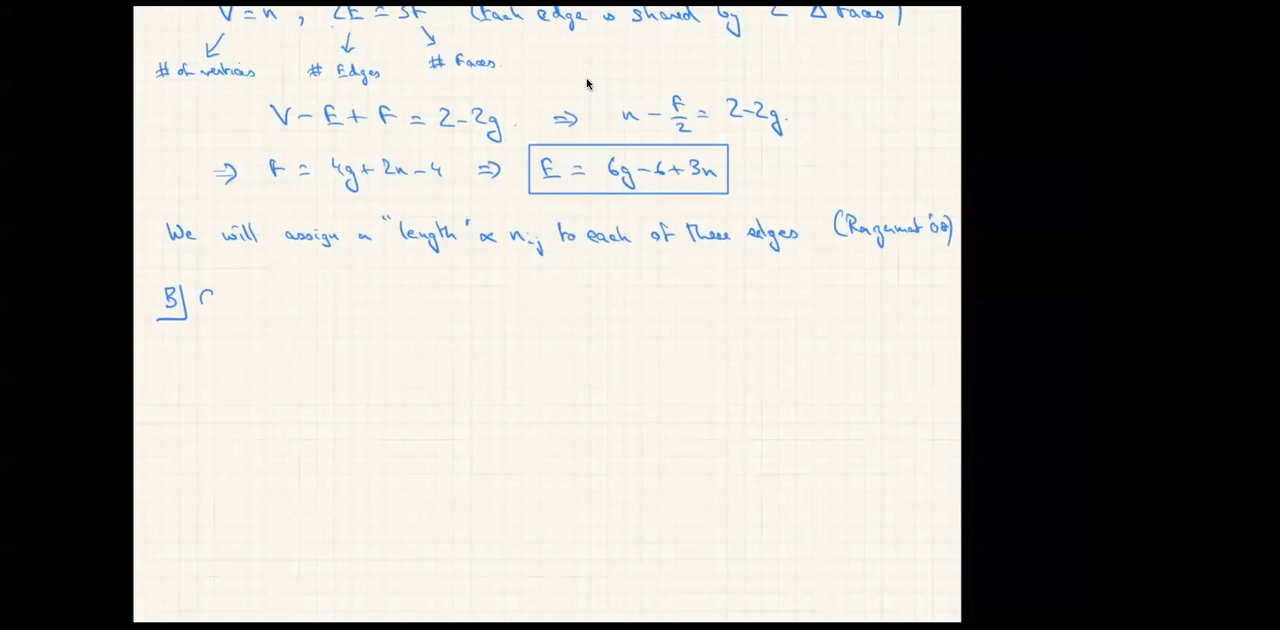 V = n , 2E = 3F (Each edge is shared by 2 Δ faces)
# of vertices # Edges # Faces.
V - E + F = 2-2g. ⇒ n - F/2 = 2-2g.
⇒ F = 4g+2n-4 ⇒ E = 6g-6+3n
We will assign a "length" ∝ nij to each of these edges (Razamat '08)
B]